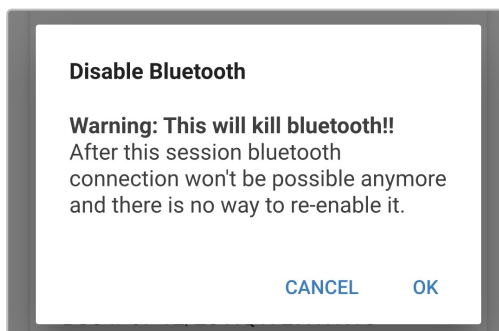 Disable Bluetooth
Warning: This will kill bluetooth!!
After this session bluetooth
connection won't be possible anymore
and there is no way to re-enable it.
CANCEL OK